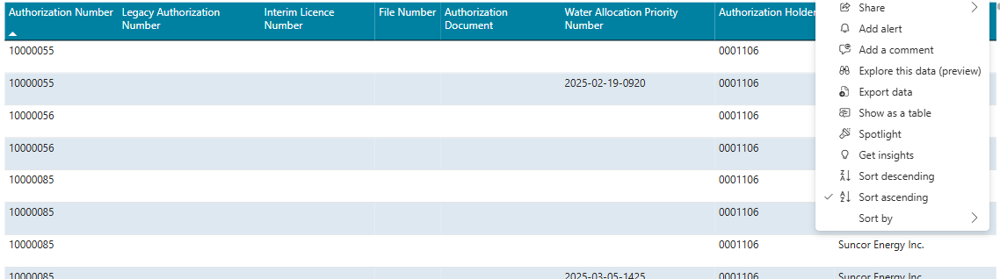 Authorization Number Legacy Authorization Number Interim Licence Number File Number Authorization Document Water Allocation Priority Number Authorization Holder
10000055 0001106
10000055 2025-02-19-0920 0001106
10000056 0001106
10000056 0001106
10000085 0001106
10000085 0001106
10000085 0001106 Suncor Energy Inc.
10000085 2025-03-05-1425 0001106 Suncor Energy Inc.
Share
Add alert
Add a comment
Explore this data (preview)
Export data
Show as a table
Spotlight
Get insights
Sort descending
Sort ascending
Sort by